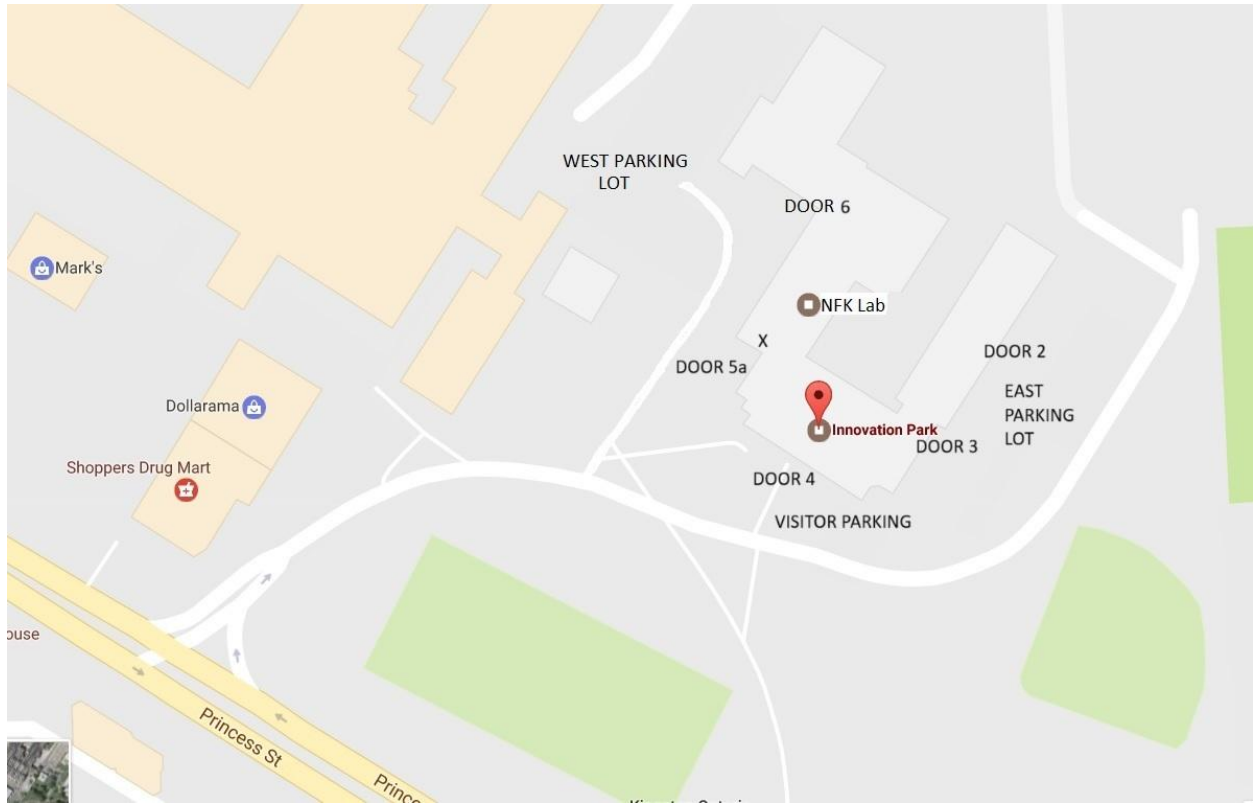 WEST PARKING
LOT
DOOR 6
Mark's
NFK Lab
X
DOOR 5a
DOOR 2
EAST
PARKING
LOT
Dollarama
Innovation Park
DOOR 3
Shoppers Drug Mart
DOOR 4
VISITOR PARKING
ouse
Princess St